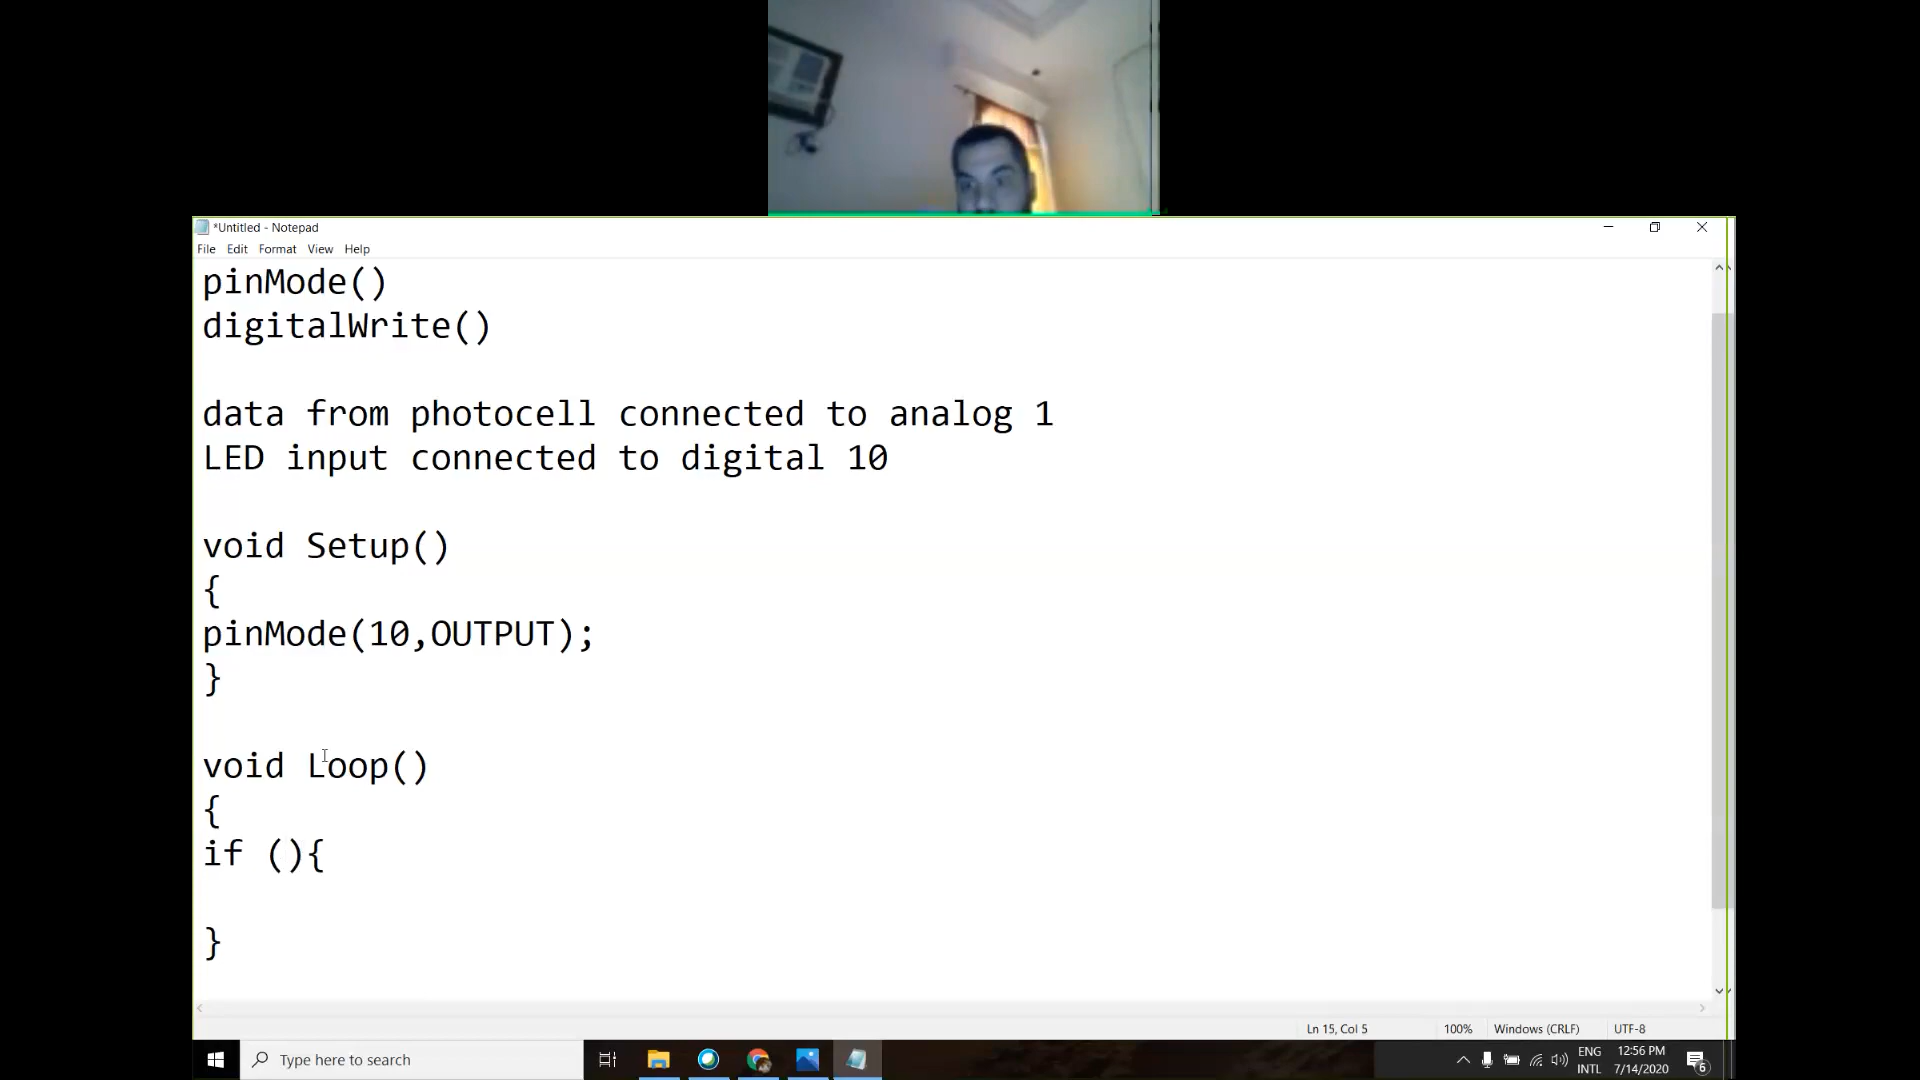 *Untitled - Notepad
File Edit Format View Help
pinMode()
digitalWrite()
data from photocell connected to analog 1
LED input connected to digital 10
void Setup()
{
pinMode(10,OUTPUT);
}
void Loop()
{
if (){
}
Ln 15, Col 5 100% Windows (CRLF) UTF-8
Type here to search
ENG
INTL
12:56 PM
7/14/2020
6